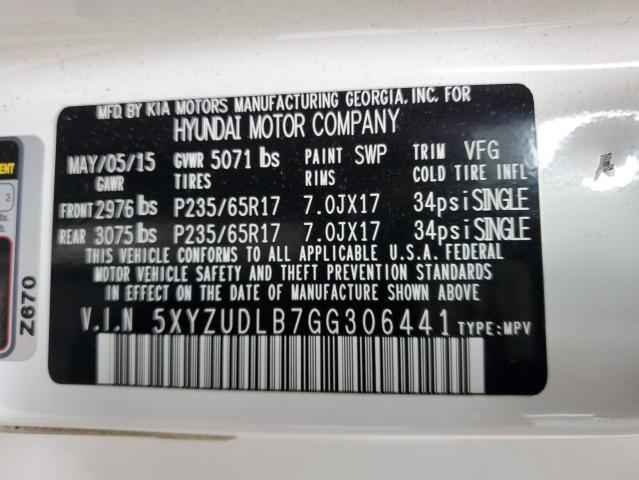 MFD. BY KIA MOTORS MANUFACTURING GEORGIA, INC. FOR
HYUNDAI MOTOR COMPANY
MAY/05/15 GVWR 5071 lbs PAINT SWP TRIM VFG
GAWR TIRES RIMS COLD TIRE INFL
FRONT 2976 lbs P235/65R17 7.0JX17 34psi SINGLE
REAR 3075 lbs P235/65R17 7.0JX17 34psi SINGLE
THIS VEHICLE CONFORMS TO ALL APPLICABLE U.S.A. FEDERAL
MOTOR VEHICLE SAFETY AND THEFT PREVENTION STANDARDS
IN EFFECT ON THE DATE OF MANUFACTURE SHOWN ABOVE.
V.I.N 5XYZUDLB7GG306441 TYPE:MPV
Z670
3